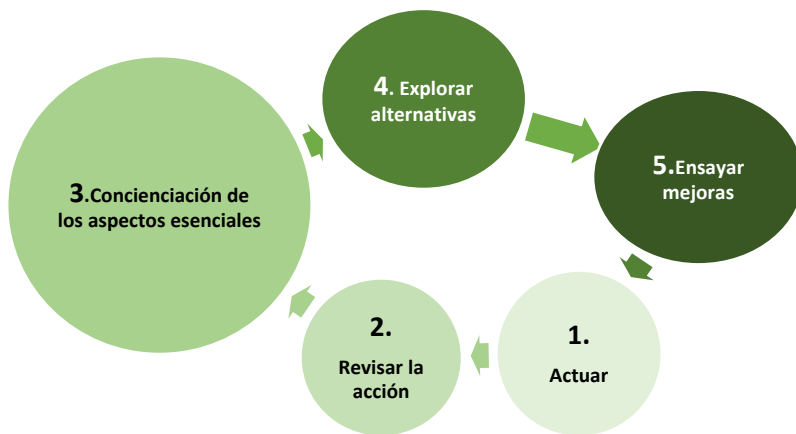 4. Explorar
alternativas
5.Ensayar
mejoras
3.Concienciación de
los aspectos esenciales
2.
Revisar la
acción
1.
Actuar